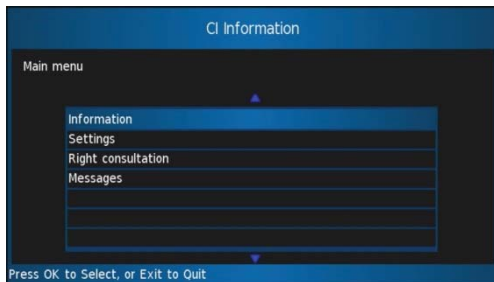 CI Information
Main menu
Information
Settings
Right consultation
Messages
Press OK to Select, or Exit to Quit